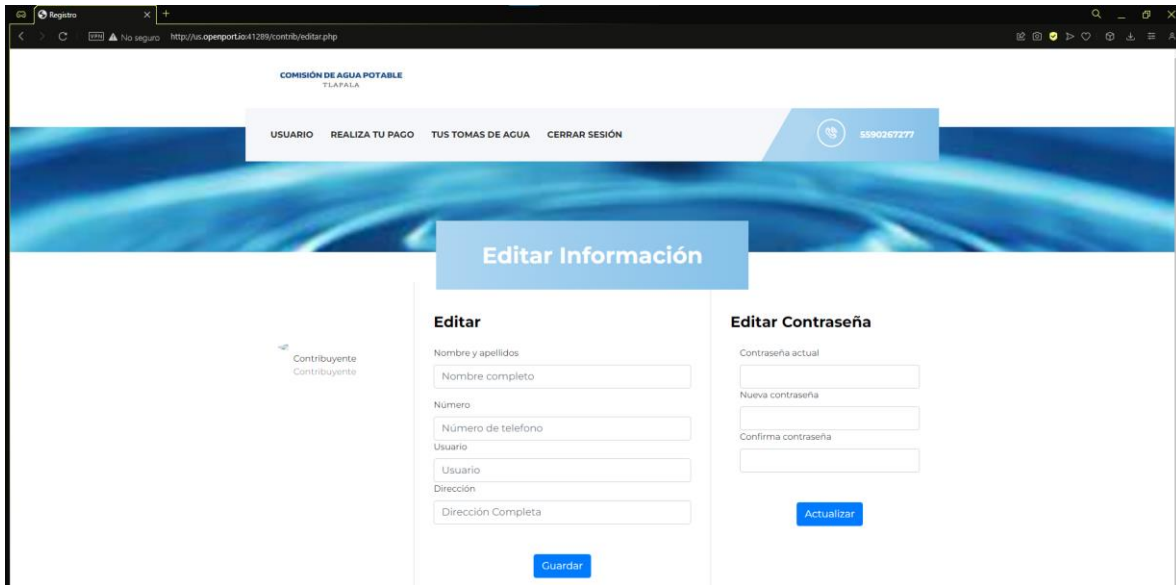 Registro
VPN No seguro http://us.openport.io:41289/contrib/editar.php
COMISIÓN DE AGUA POTABLE
TLAPALA
USUARIO REALIZA TU PAGO TUS TOMAS DE AGUA CERRAR SESIÓN 5590267277
Editar Información
Contribuyente
Contribuyente
Editar
Nombre y apellidos
Nombre completo
Número
Número de telefono
Usuario
Usuario
Dirección
Dirección Completa
Guardar
Editar Contraseña
Contraseña actual
Nueva contraseña
Confirma contraseña
Actualizar